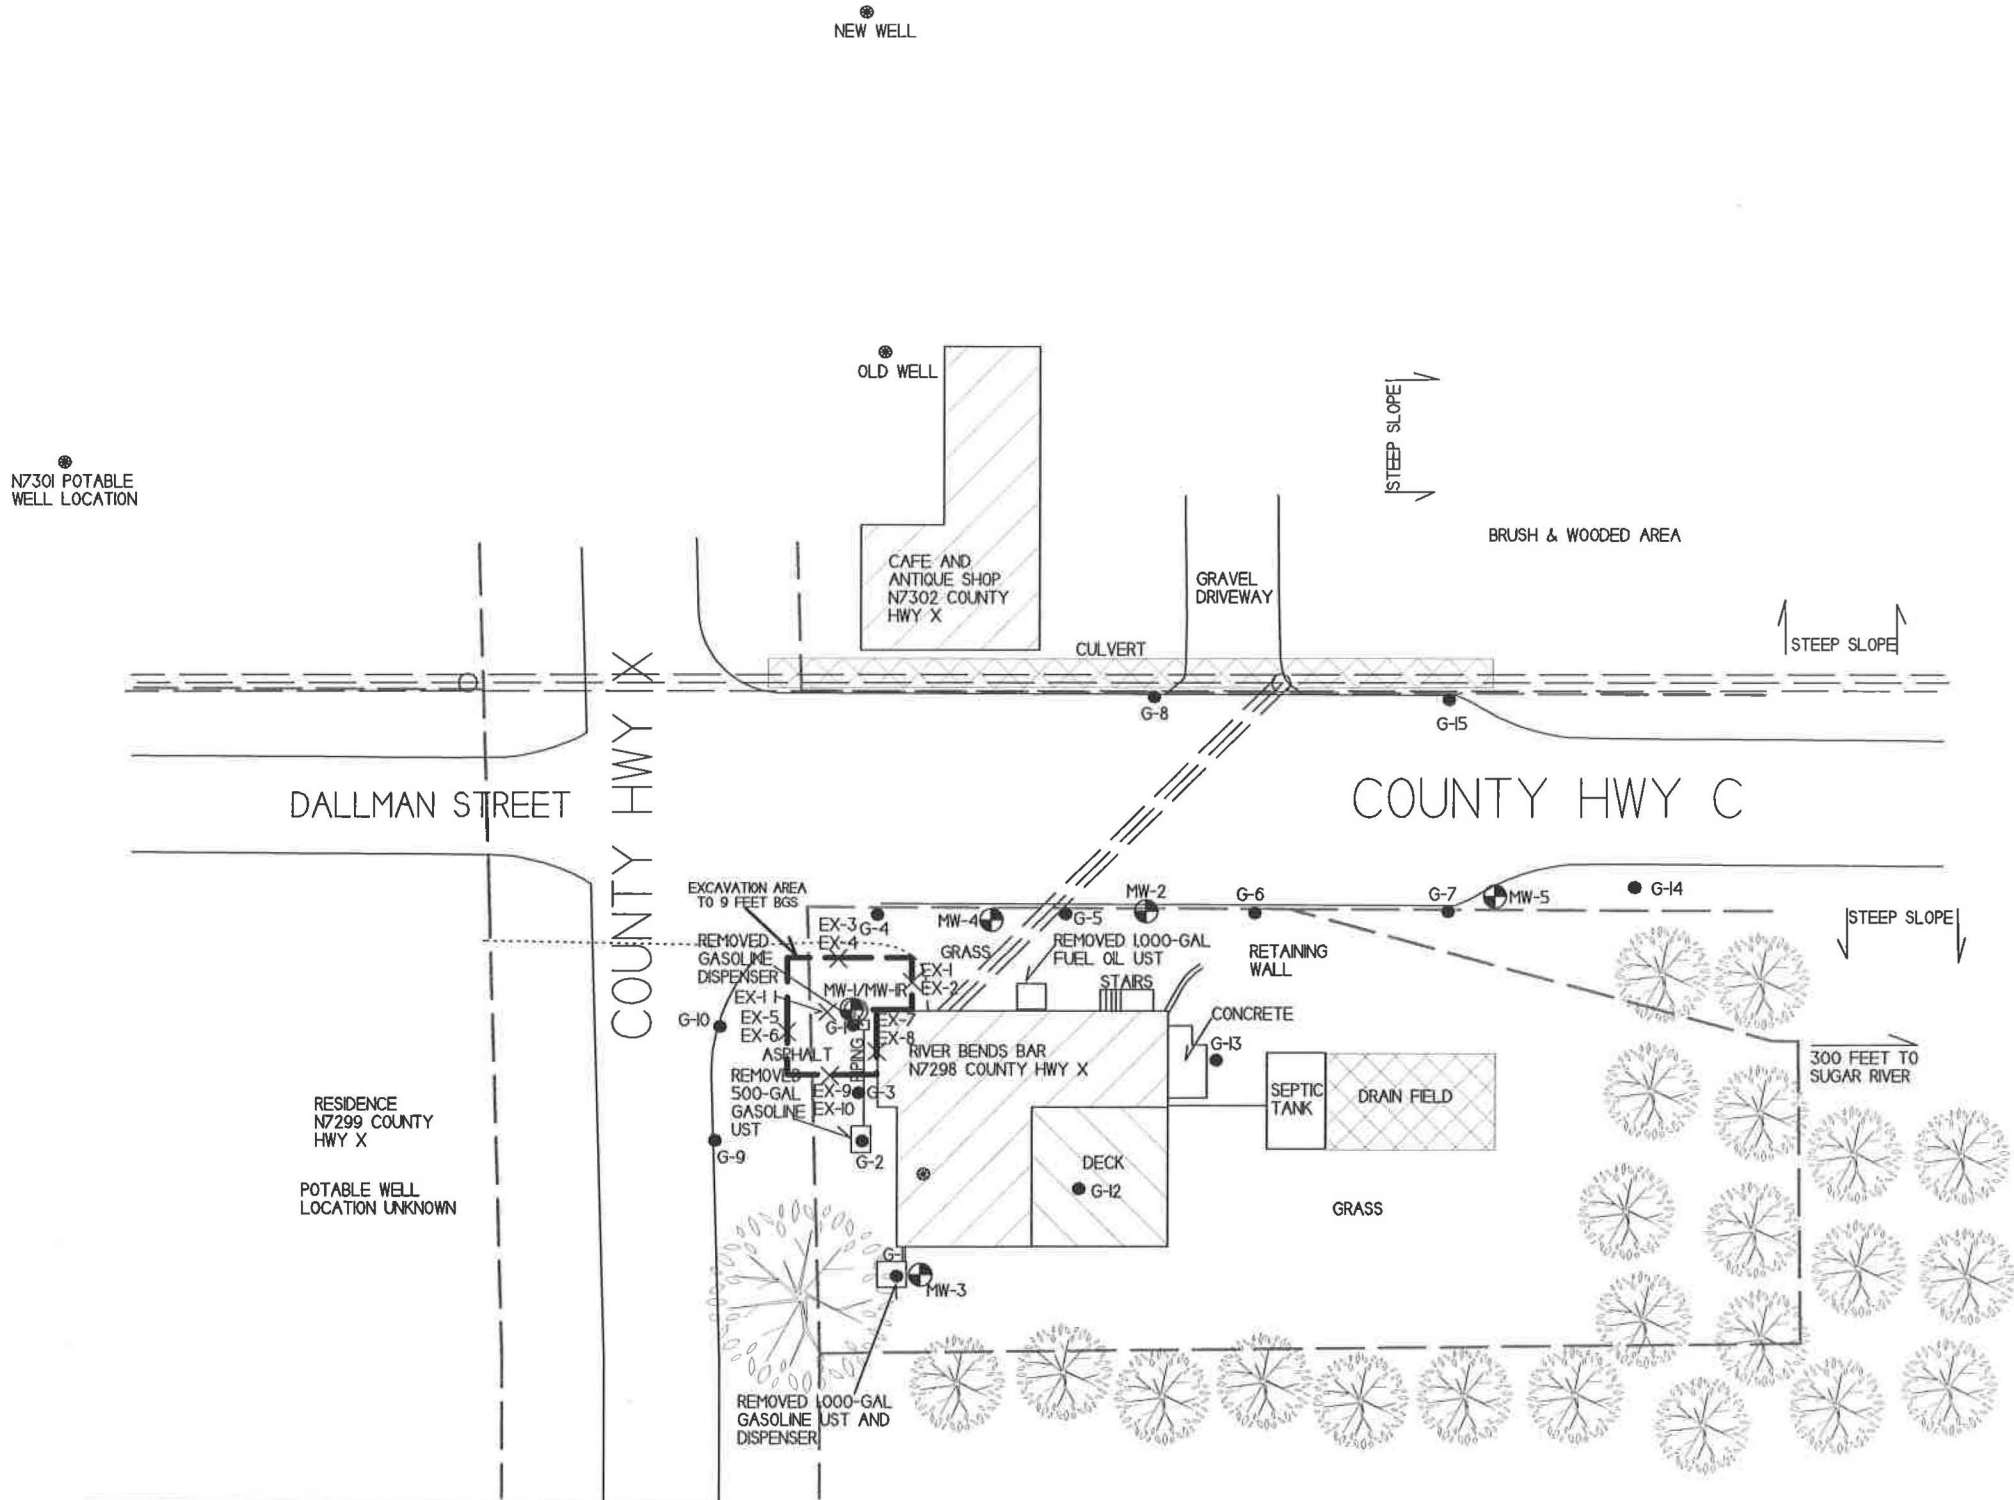 NEW WELL
OLD WELL
N7301 POTABLE
WELL LOCATION
STEEP SLOPE
BRUSH & WOODED AREA
CAFE AND
ANTIQUE SHOP
N7302 COUNTY
HWY X
GRAVEL
DRIVEWAY
CULVERT
STEEP SLOPE
G-8
G-15
COUNTY HWY X
DALLMAN STREET
COUNTY HWY C
EXCAVATION AREA
TO 9 FEET BGS
EX-3
EX-4
G-4
MW-4
G-5
MW-2
G-6
G-7
MW-5
G-14
STEEP SLOPE
REMOVED
GASOLINE
DISPENSER
GRASS
REMOVED 1,000-GAL
FUEL OIL UST
RETAINING
WALL
EX-1
EX-2
STAIRS
MW-1/MW-1R
EX-11
EX-5
EX-6
G-10
EX-7
EX-8
CONCRETE
G-13
ASPHALT
PIPING
RIVER BENDS BAR
N7298 COUNTY HWY X
300 FEET TO
SUGAR RIVER
REMOVED
500-GAL
GASOLINE
UST
EX-9
EX-10
G-3
SEPTIC
TANK
DRAIN FIELD
RESIDENCE
N7299 COUNTY
HWY X
G-9
G-2
DECK
G-12
POTABLE WELL
LOCATION UNKNOWN
GRASS
MW-3
REMOVED 1,000-GAL
GASOLINE UST AND
DISPENSER